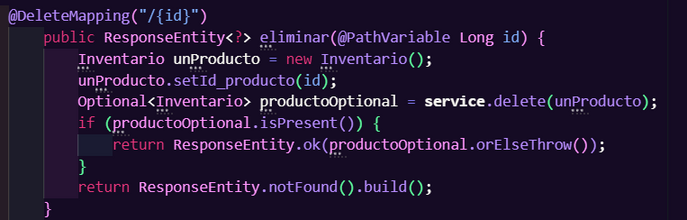 @DeleteMapping("/{id}")
public ResponseEntity<?> eliminar(@PathVariable Long id) {
Inventario unProducto = new Inventario();
unProducto.setId_producto(id);
Optional<Inventario> productoOptional = service.delete(unProducto);
if (productoOptional.isPresent()) {
return ResponseEntity.ok(productoOptional.orElseThrow());
}
return ResponseEntity.notFound().build();
}